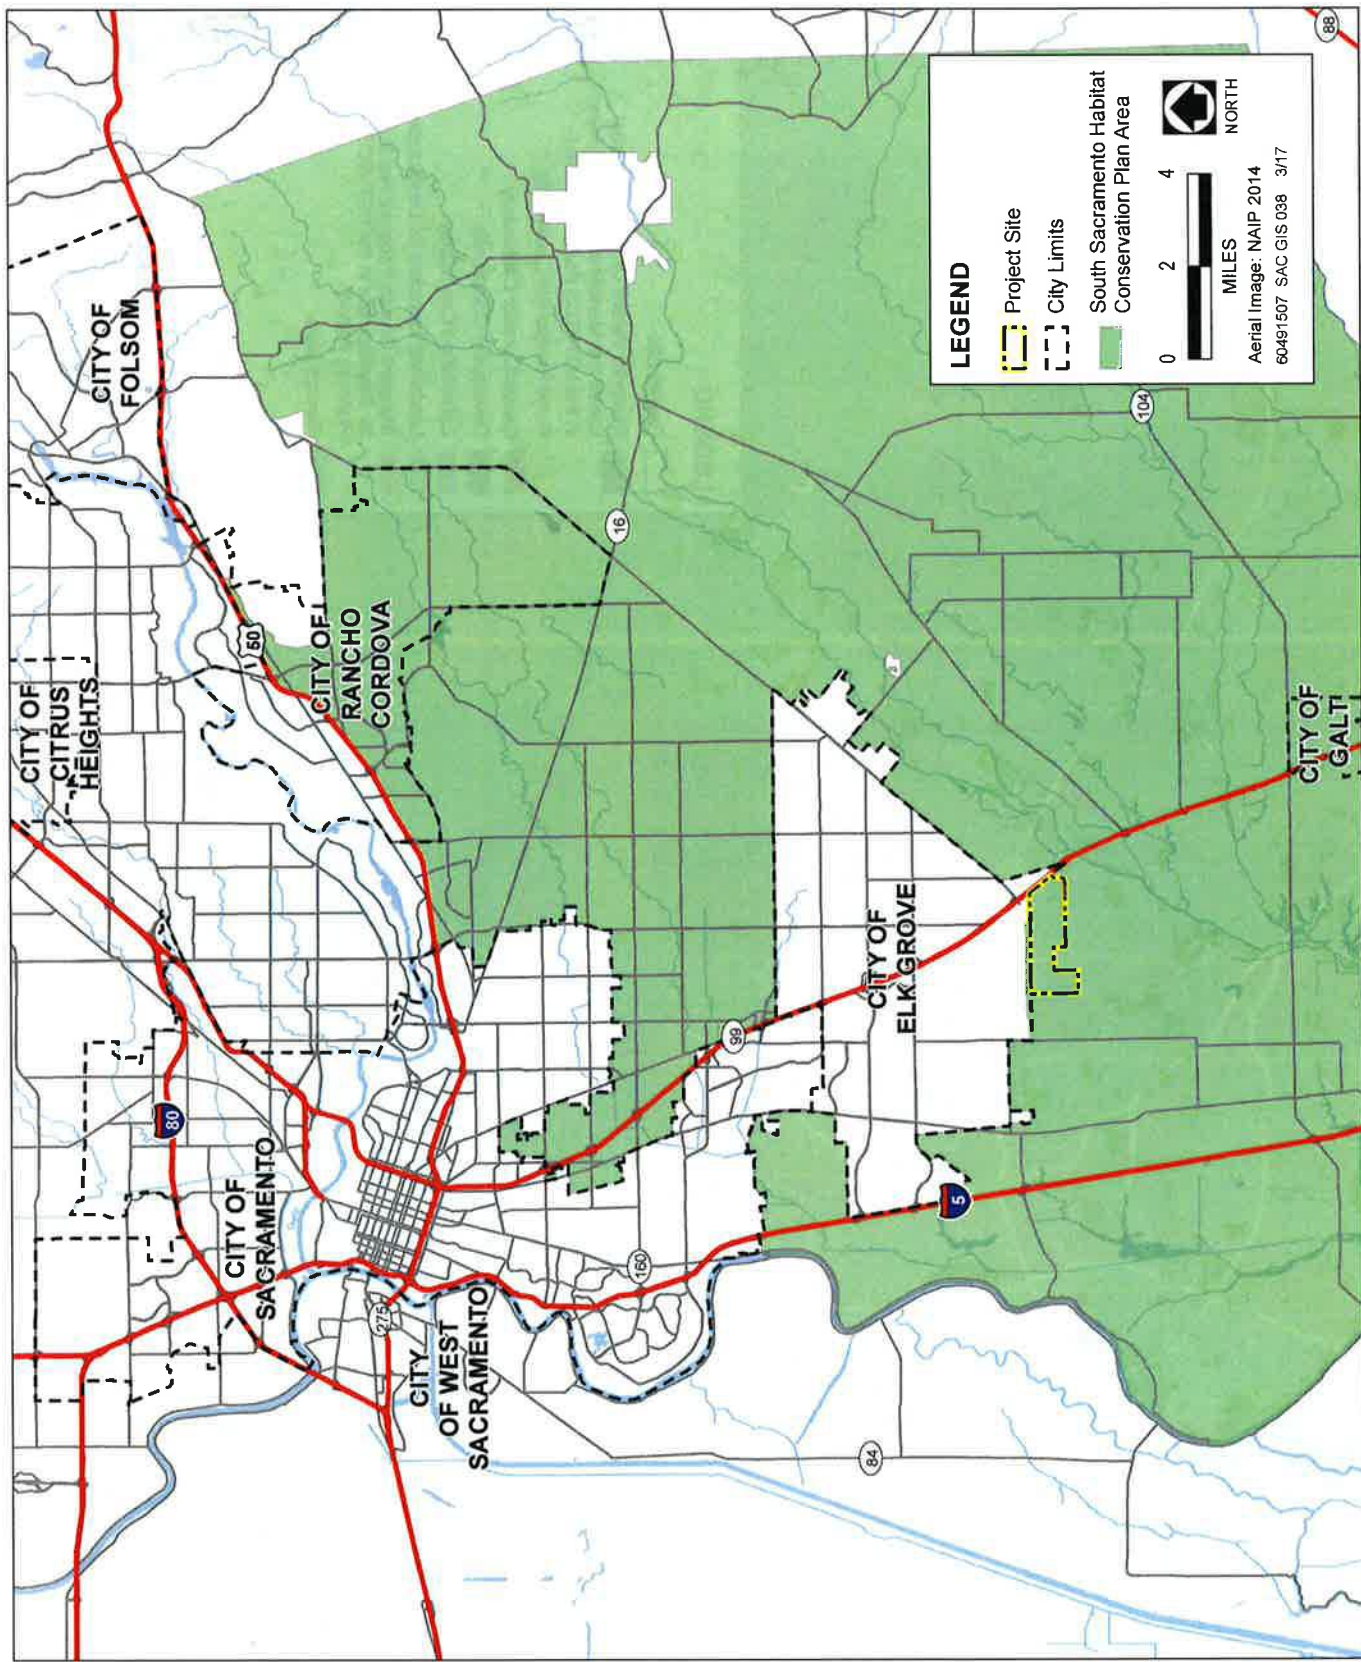 CITY OF
FOLSOM
CITY OF
CITRUS
HEIGHTS
50
CITY OF
RANCHO
CORDOVA
80
CITY OF
SACRAMENTO
275
CITY
OF WEST
SACRAMENTO
16
160
99
CITY OF
ELK GROVE
5
84
104
CITY OF
GALT
88
LEGEND
Project Site
City Limits
South Sacramento Habitat
Conservation Plan Area
0 2 4
MILES
NORTH
Aerial Image: NAIP 2014
60491507 SAC GIS 038 3/17